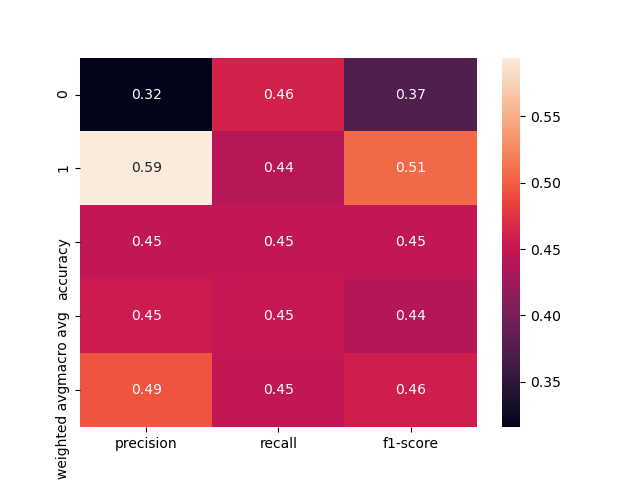 0 0.32 0.46 0.37
1 0.59 0.44 0.51
accuracy 0.45 0.45 0.45
macro avg 0.45 0.45 0.44
weighted avg 0.49 0.45 0.46
precision recall f1-score
0.55
0.50
0.45
0.40
0.35